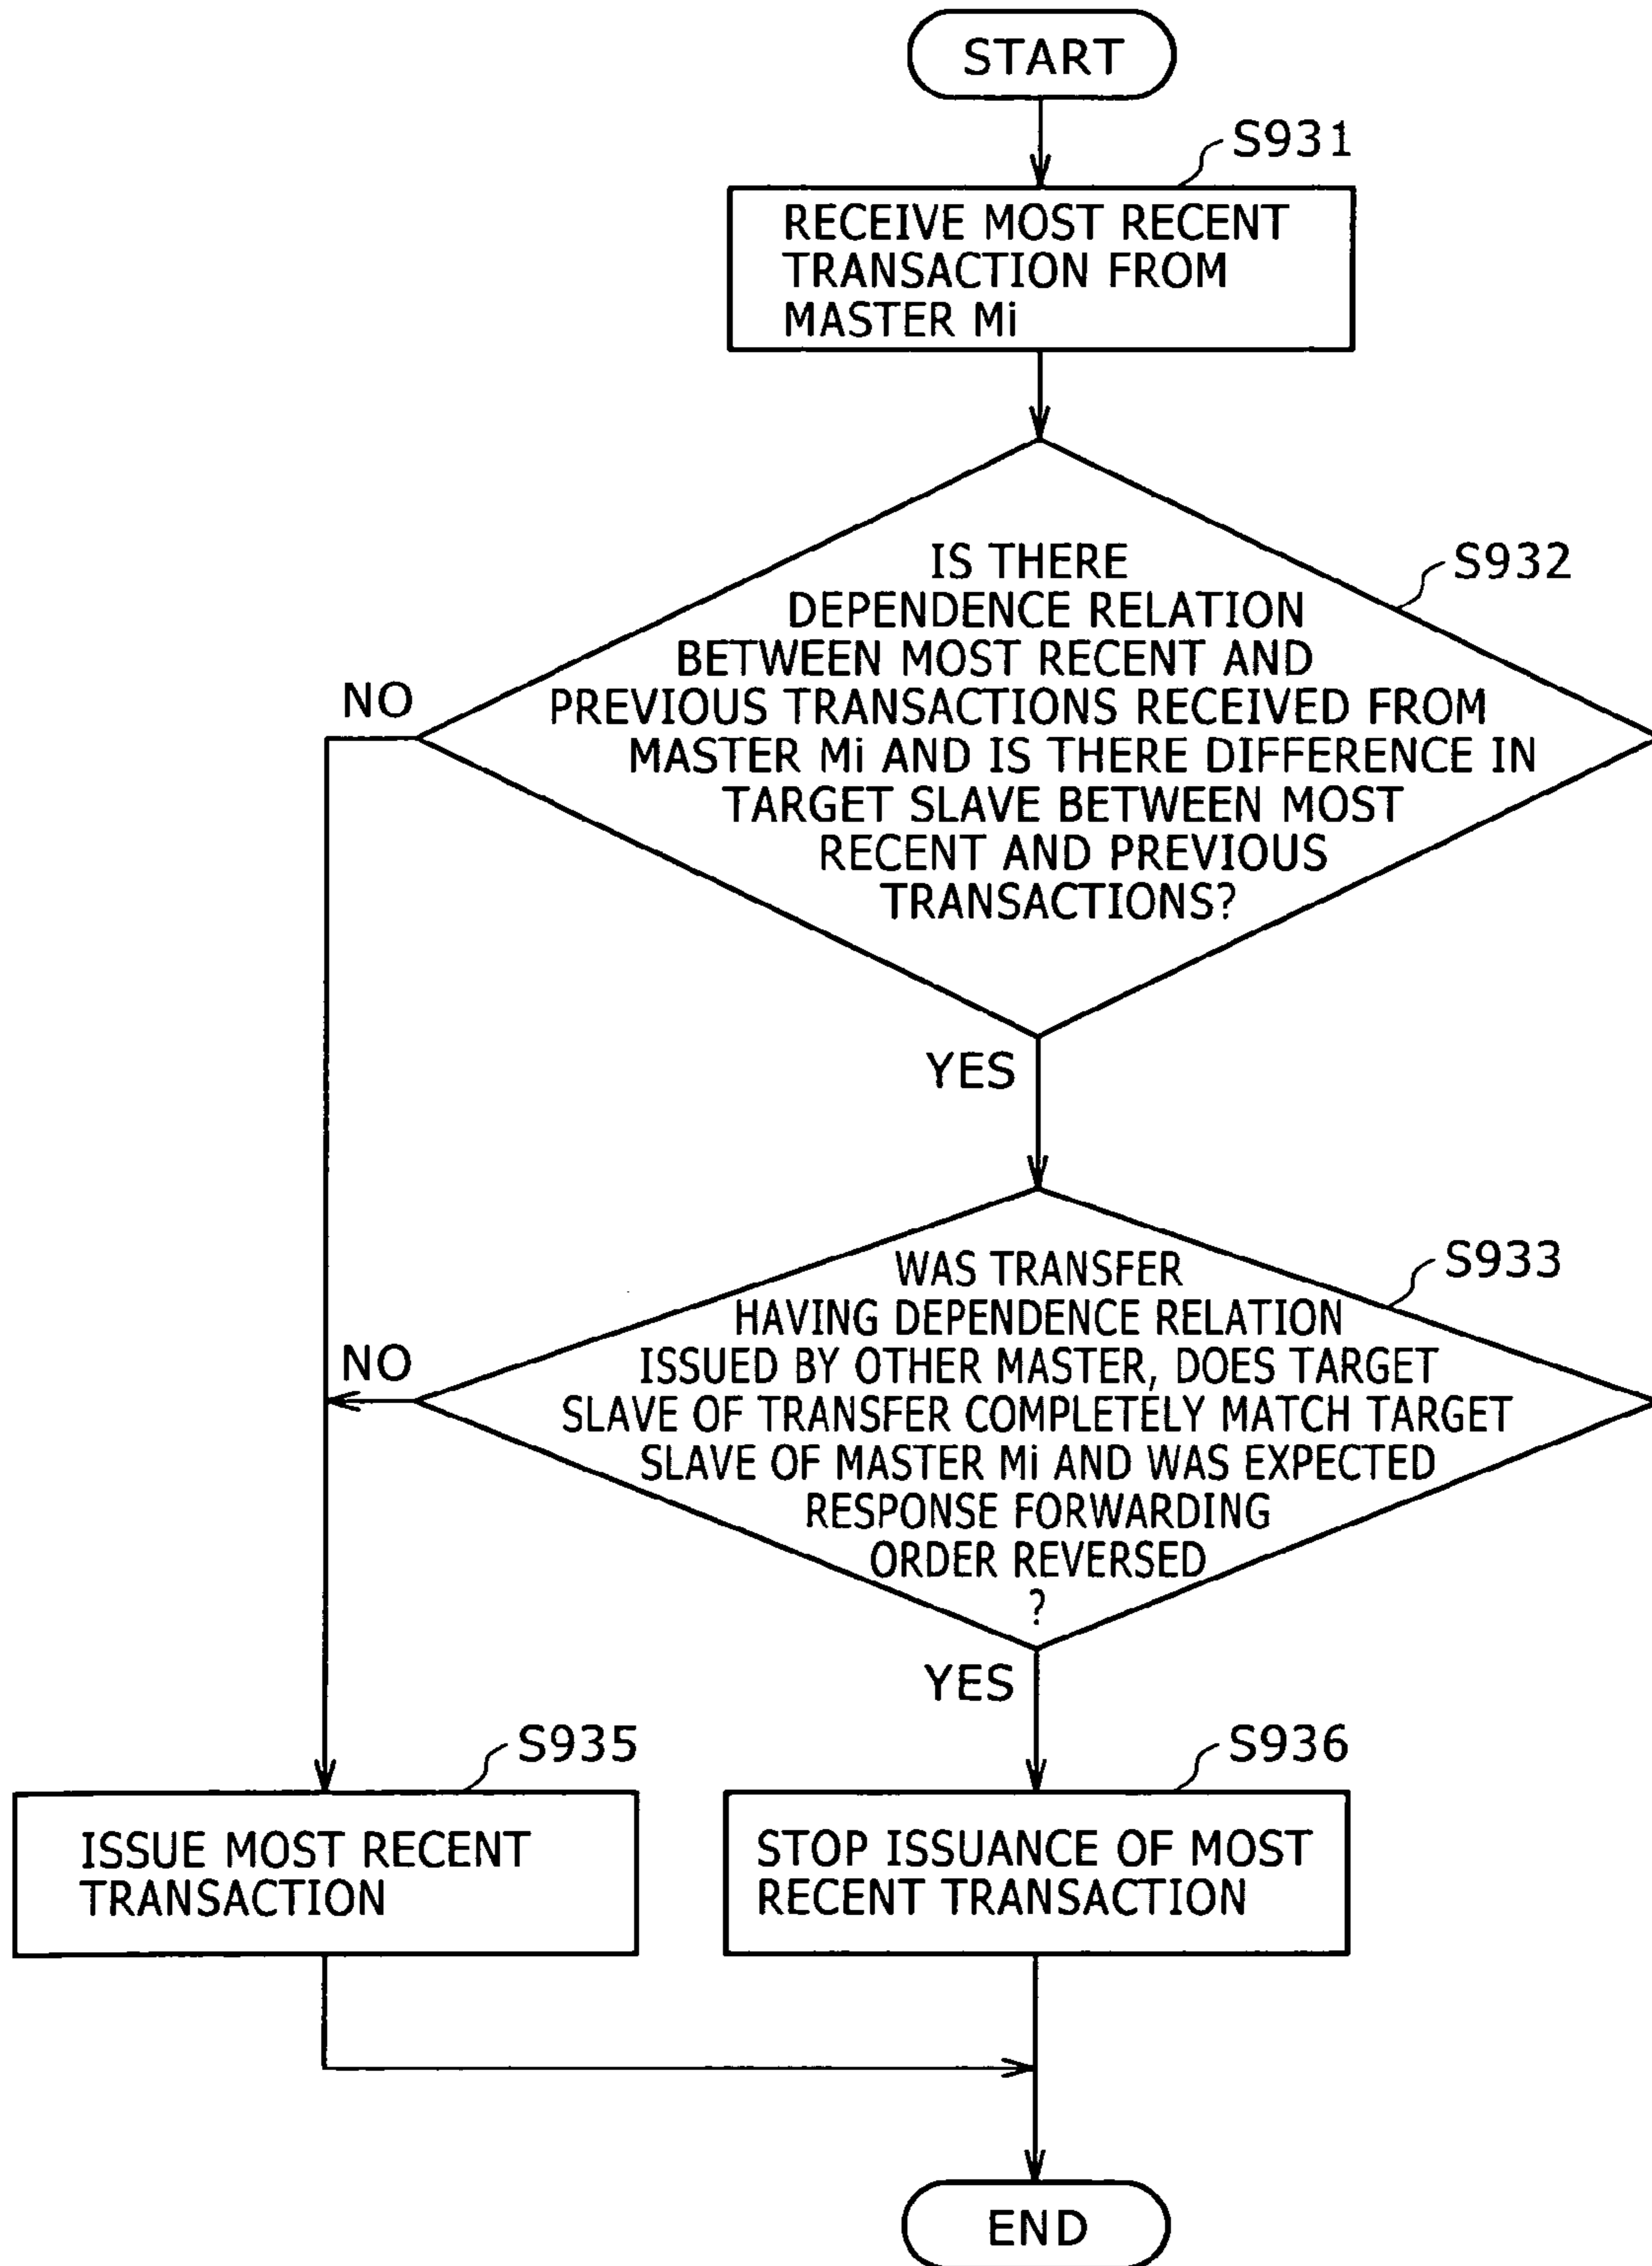 START
S931
RECEIVE MOST RECENT
TRANSACTION FROM
MASTER Mi
S932
IS THERE
DEPENDENCE RELATION
BETWEEN MOST RECENT AND
PREVIOUS TRANSACTIONS RECEIVED FROM
MASTER Mi AND IS THERE DIFFERENCE IN
TARGET SLAVE BETWEEN MOST
RECENT AND PREVIOUS
TRANSACTIONS?
NO
YES
S933
WAS TRANSFER
HAVING DEPENDENCE RELATION
ISSUED BY OTHER MASTER, DOES TARGET
SLAVE OF TRANSFER COMPLETELY MATCH TARGET
SLAVE OF MASTER Mi AND WAS EXPECTED
RESPONSE FORWARDING
ORDER REVERSED
?
NO
YES
S935
ISSUE MOST RECENT
TRANSACTION
S936
STOP ISSUANCE OF MOST
RECENT TRANSACTION
END